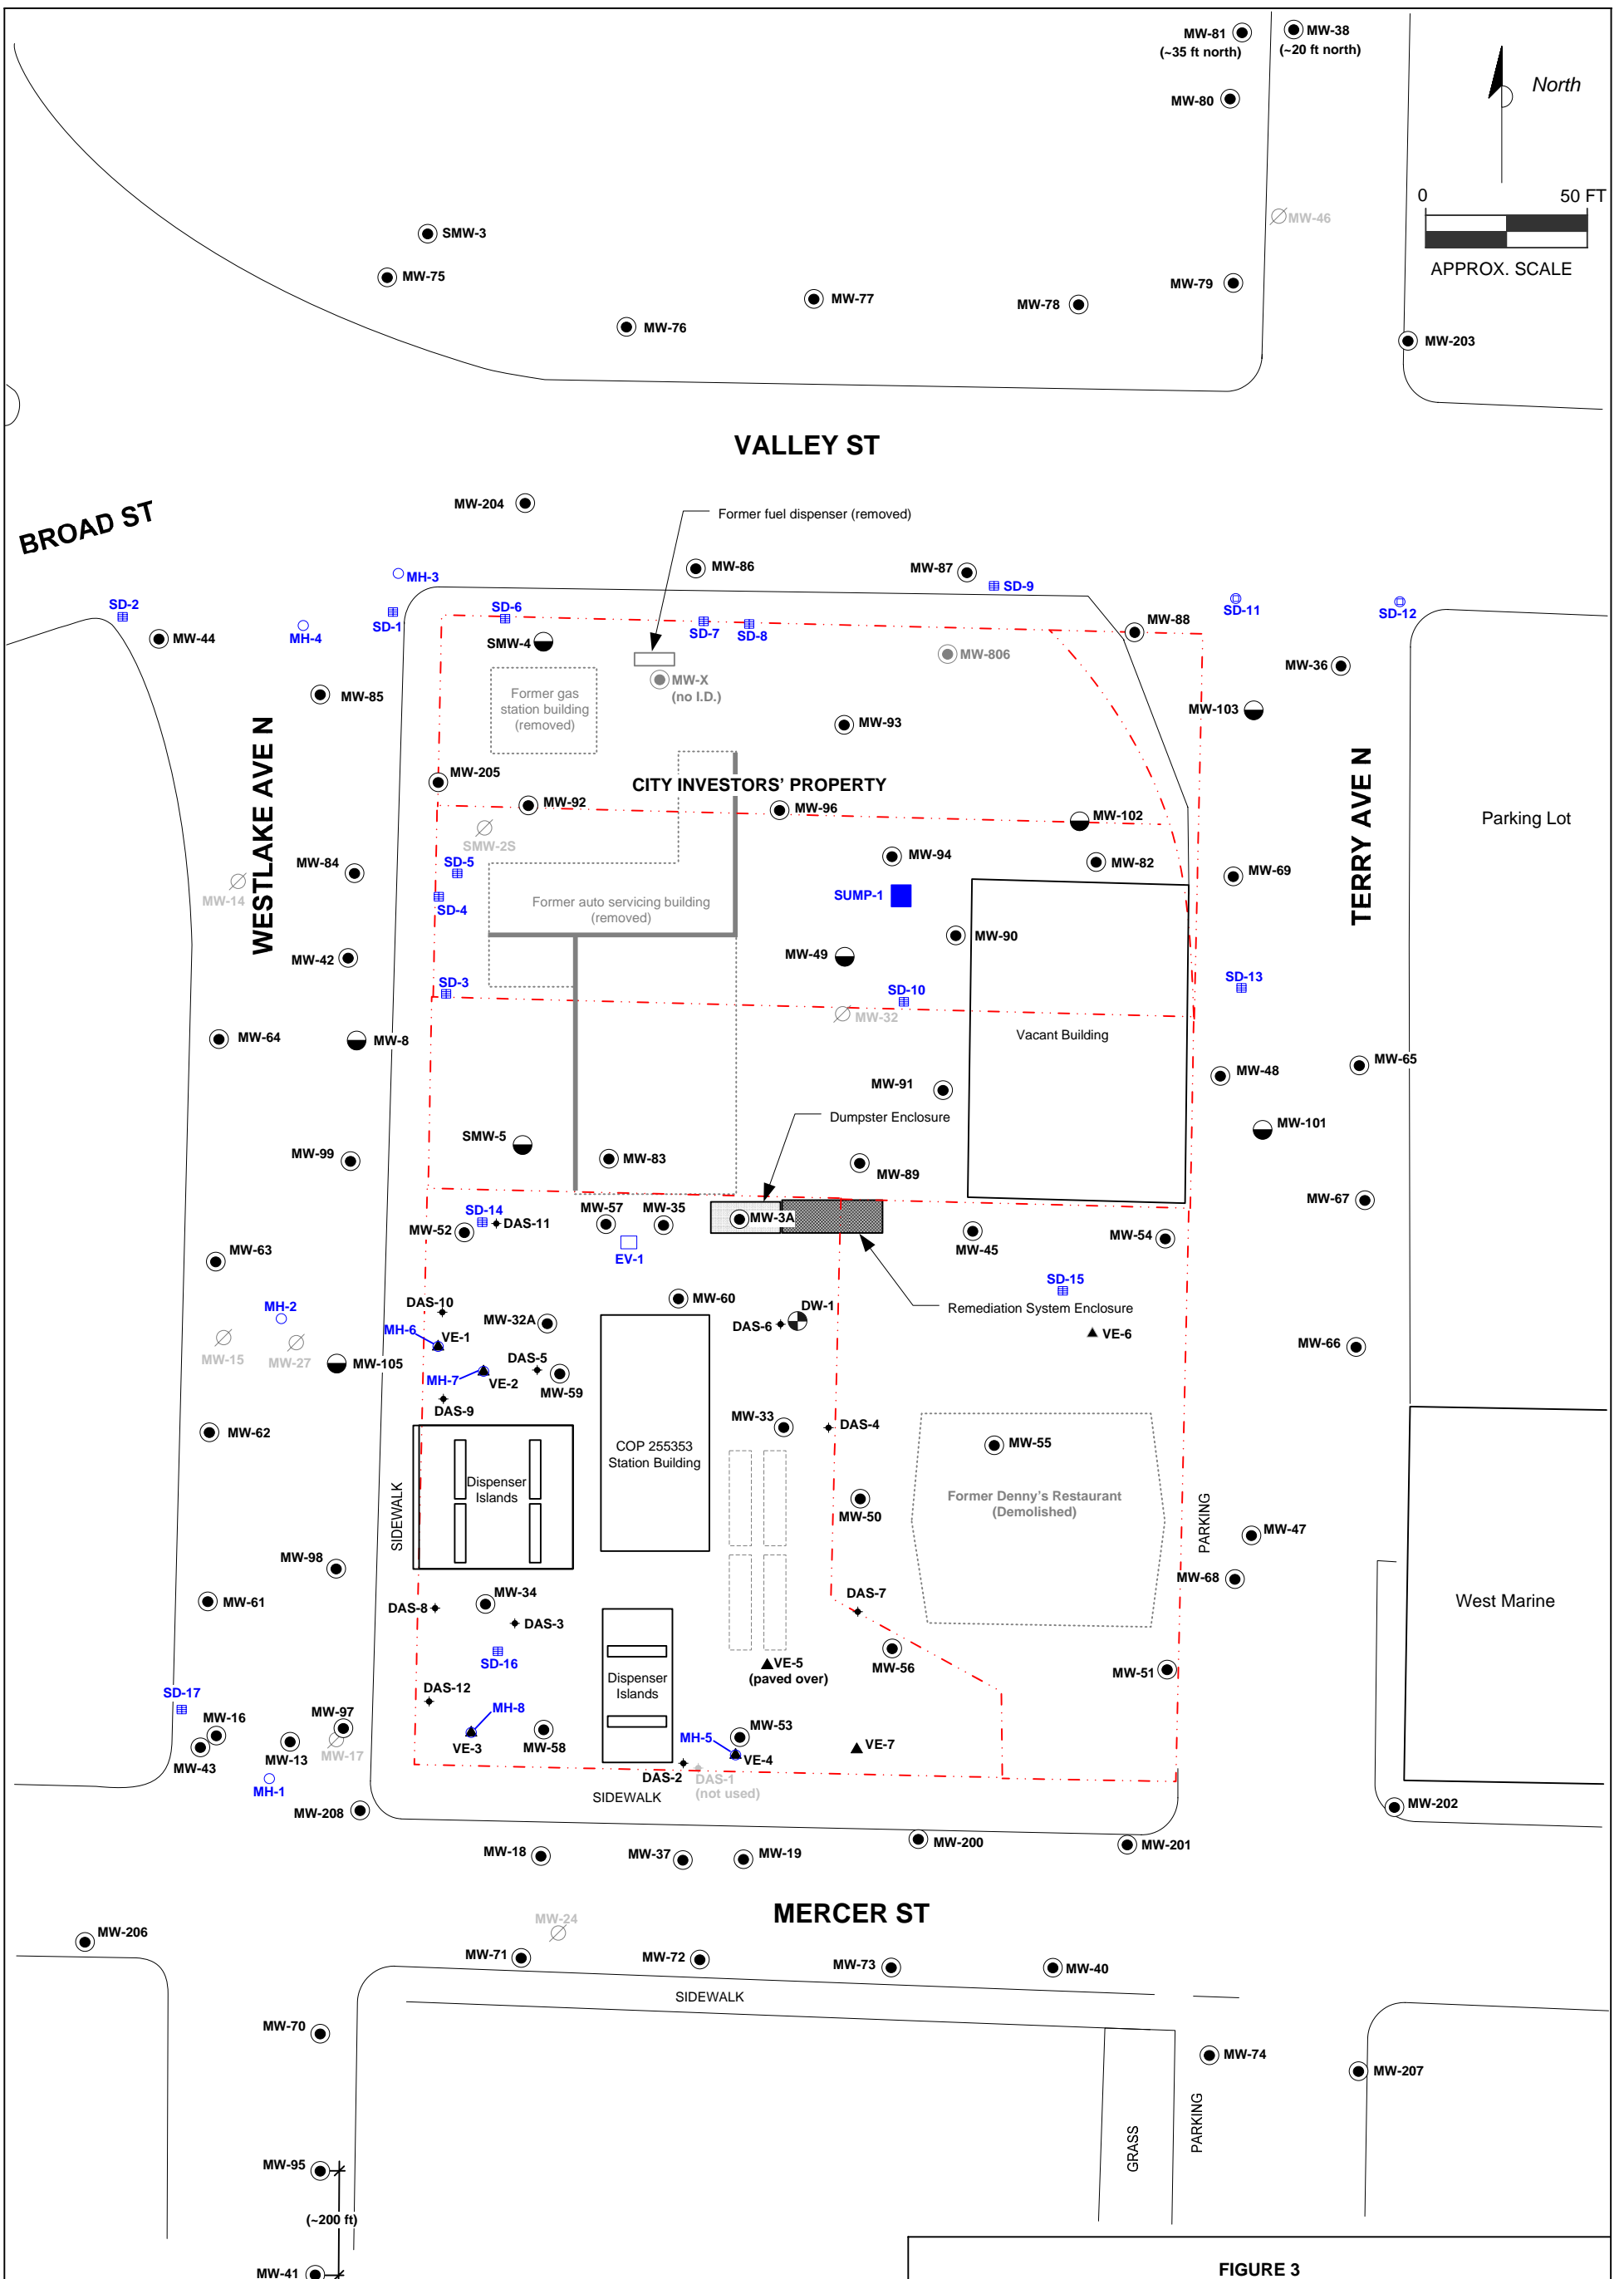 MW-81
(~35 ft north)
MW-38
(~20 ft north)
MW-80
North
0 50 FT
APPROX. SCALE
MW-46
SMW-3
MW-75
MW-77
MW-78
MW-79
MW-76
MW-203
VALLEY ST
BROAD ST
MW-204
Former fuel dispenser (removed)
MH-3
MW-86
MW-87
SD-9
SD-2
SD-1
SD-6
SD-7
SD-8
SD-11
SD-12
MW-44
MH-4
SMW-4
MW-88
MW-806
MW-36
MW-X
(no I.D.)
MW-85
Former gas
station building
(removed)
MW-93
MW-103
WESTLAKE AVE N
TERRY AVE N
MW-205
CITY INVESTORS' PROPERTY
MW-92
MW-96
MW-102
Parking Lot
SMW-2S
MW-84
SD-5
MW-94
MW-82
MW-69
MW-14
SD-4
Former auto servicing building
(removed)
SUMP-1
MW-90
MW-42
MW-49
SD-3
SD-10
SD-13
MW-32
MW-64
MW-8
Vacant Building
MW-65
MW-48
MW-91
Dumpster Enclosure
MW-101
SMW-5
MW-99
MW-83
MW-89
MW-67
SD-14
DAS-11
MW-52
MW-57
MW-35
MW-3A
MW-45
MW-54
EV-1
MW-63
SD-15
MW-60
Remediation System Enclosure
MH-2
DAS-10
MW-32A
DAS-6
DW-1
MH-6
VE-1
VE-6
MW-15
MW-27
MW-66
MW-105
MH-7
VE-2
DAS-5
MW-59
DAS-9
MW-62
MW-33
DAS-4
MW-55
COP 255353
Station Building
Dispenser
Islands
SIDEWALK
Former Denny's Restaurant
(Demolished)
MW-50
PARKING
MW-47
MW-98
MW-68
MW-61
MW-34
DAS-8
DAS-3
DAS-7
West Marine
SD-16
MW-56
VE-5
(paved over)
MW-51
Dispenser
Islands
SD-17
DAS-12
MH-8
MW-16
MW-97
MW-43
MW-13
MW-17
VE-3
MW-58
MH-5
MW-53
VE-4
VE-7
DAS-2
DAS-1
(not used)
MH-1
SIDEWALK
MW-208
MW-202
MW-18
MW-37
MW-19
MW-200
MW-201
MERCER ST
MW-24
MW-206
MW-71
MW-72
MW-73
MW-40
SIDEWALK
MW-70
MW-74
MW-207
PARKING
GRASS
MW-95
(~200 ft)
MW-41
FIGURE 3